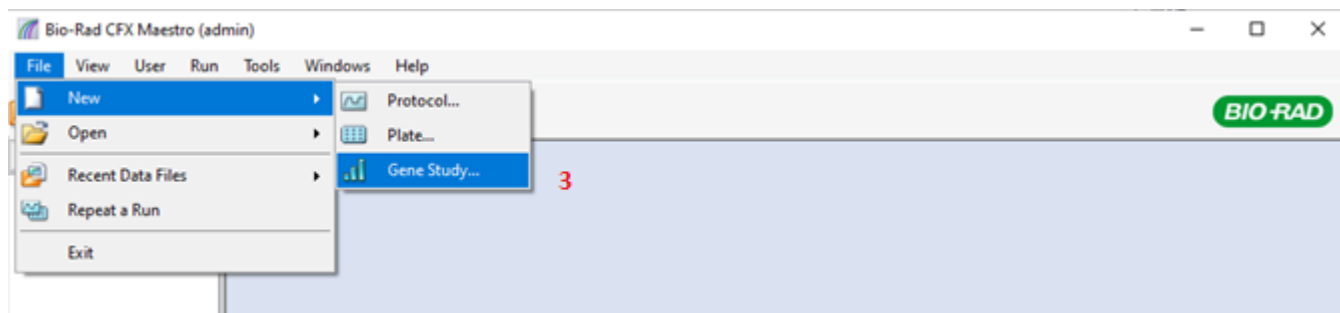 Bio-Rad CFX Maestro (admin)
File View User Run Tools Windows Help
New
Open
Recent Data Files
Repeat a Run
Exit
Protocol...
Plate...
Gene Study...
3
BIO-RAD